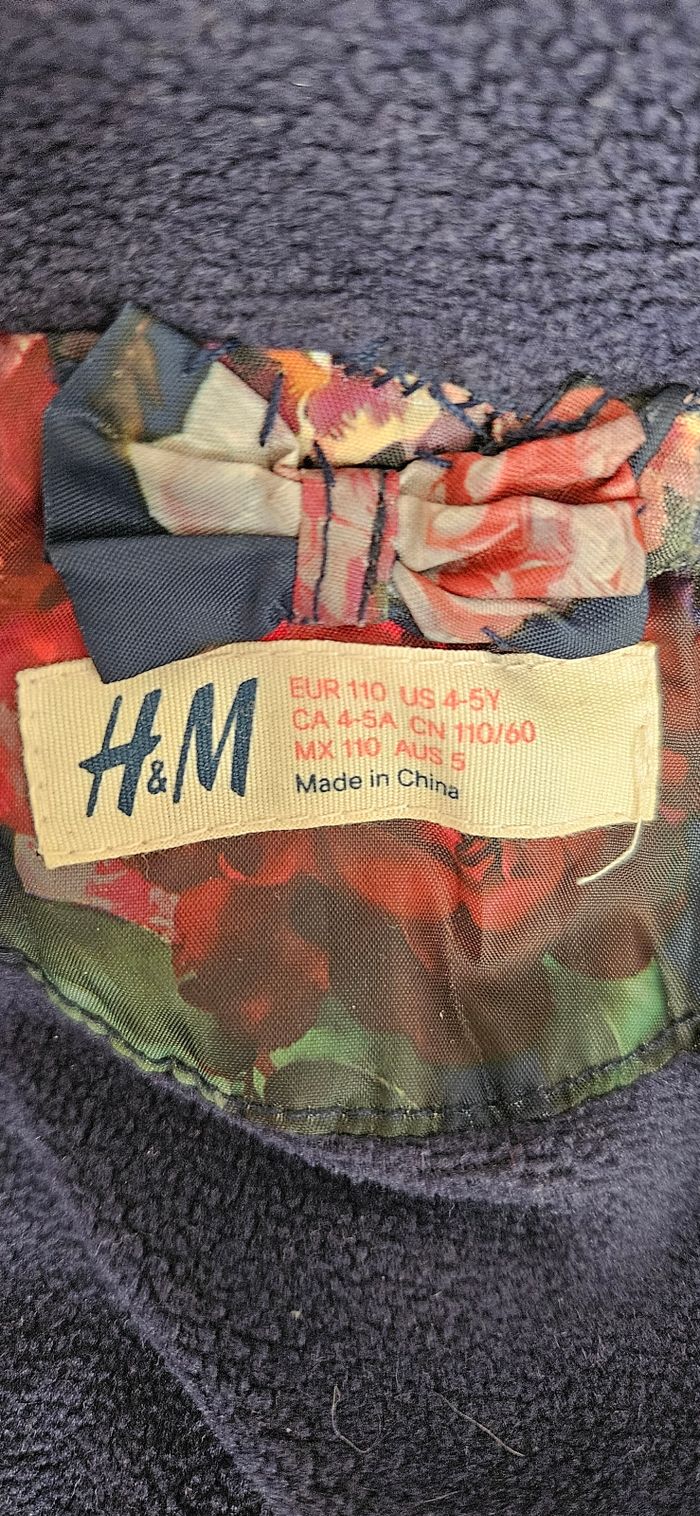 H&M
EUR 110 US 4-5Y
CA 4-5A CN 110/60
MX 110 AUS 5
Made in China